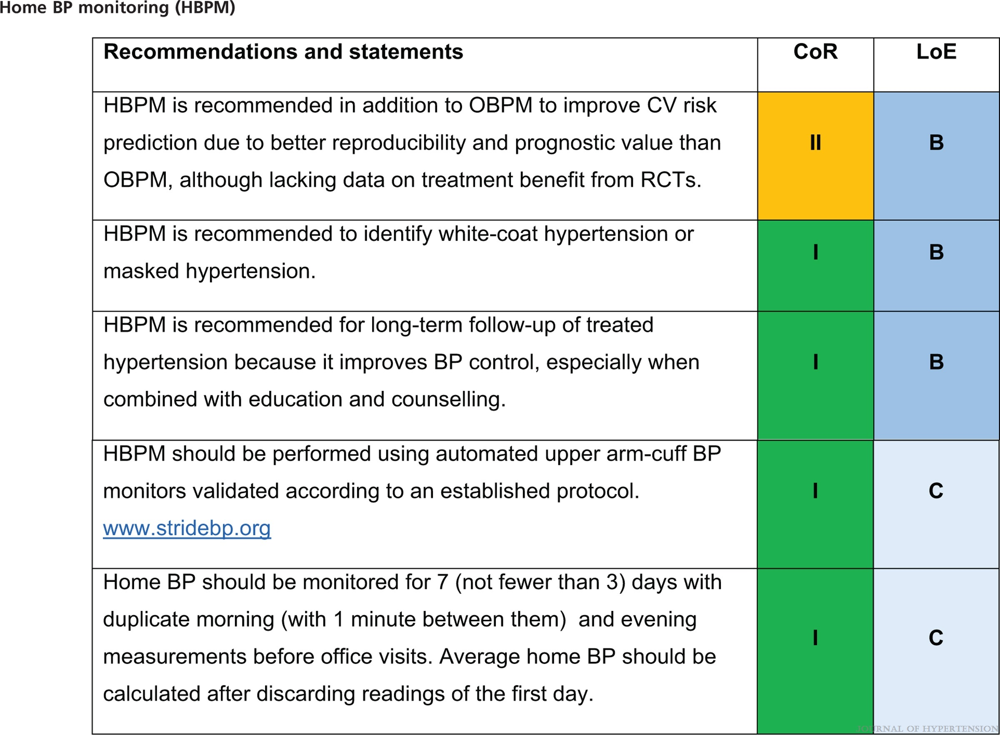 Home BP monitoring (HBPM)
Recommendations and statements CoR LoE
HBPM is recommended in addition to OBPM to improve CV risk
prediction due to better reproducibility and prognostic value than II B
OBPM, although lacking data on treatment benefit from RCTs.
HBPM is recommended to identify white-coat hypertension or
masked hypertension. I B
HBPM is recommended for long-term follow-up of treated
hypertension because it improves BP control, especially when I B
combined with education and counselling.
HBPM should be performed using automated upper arm-cuff BP
monitors validated according to an established protocol. I C
www.stridebp.org
Home BP should be monitored for 7 (not fewer than 3) days with
duplicate morning (with 1 minute between them) and evening I C
measurements before office visits. Average home BP should be
calculated after discarding readings of the first day.
JOURNAL OF HYPERTENSION